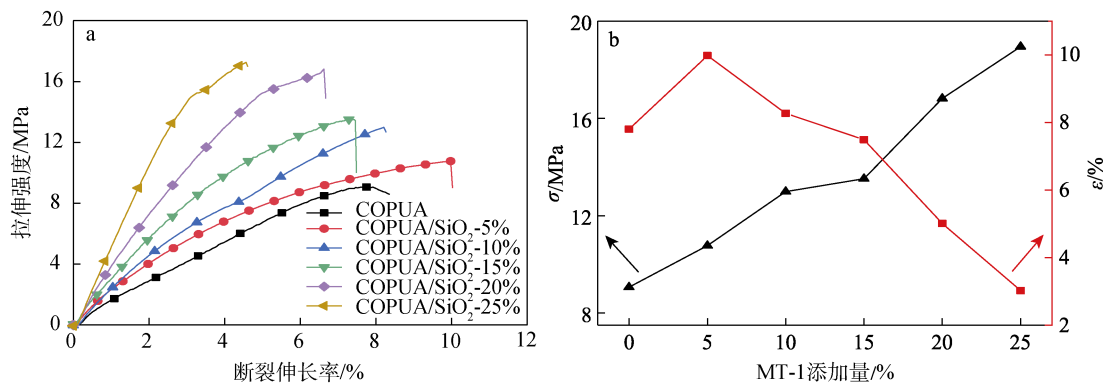 a
拉伸强度/MPa
20
16
12
8
4
0
COPUA
COPUA/SiO2-5%
COPUA/SiO2-10%
COPUA/SiO2-15%
COPUA/SiO2-20%
COPUA/SiO2-25%
0 2 4 6 8 10 12
断裂伸长率/%
b
σ/MPa
20
16
12
8
10
8
6
4
2
ε/%
0 5 10 15 20 25
MT-1添加量/%